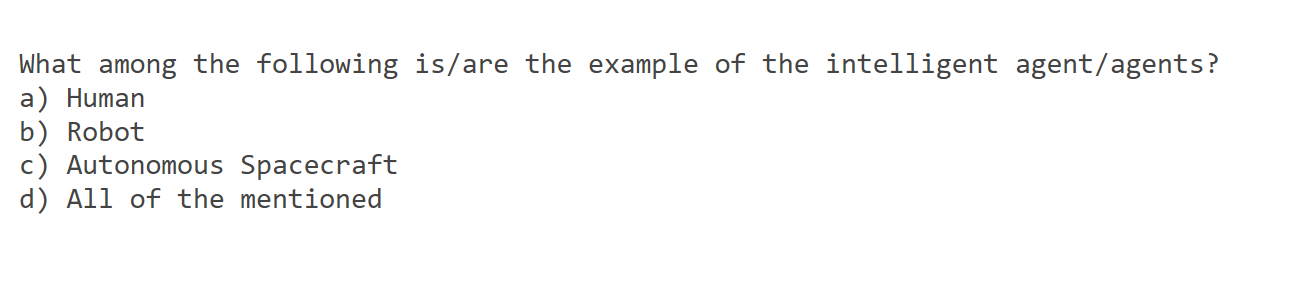 What among the following is/are the example of the intelligent agent/agents?
a) Human
b) Robot
c) Autonomous Spacecraft
d) All of the mentioned